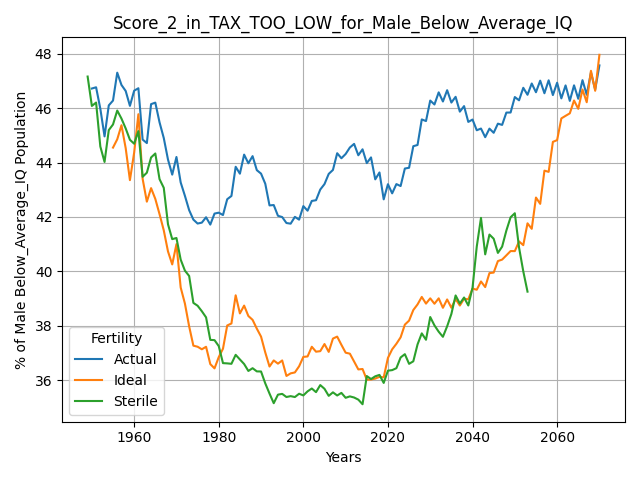 Score_2_in_TAX_TOO_LOW_for_Male_Below_Average_IQ
% of Male Below_Average_IQ Population
48
46
44
42
40
38
36
Fertility
Actual
Ideal
Sterile
1960
1980
2000
2020
2040
2060
Years